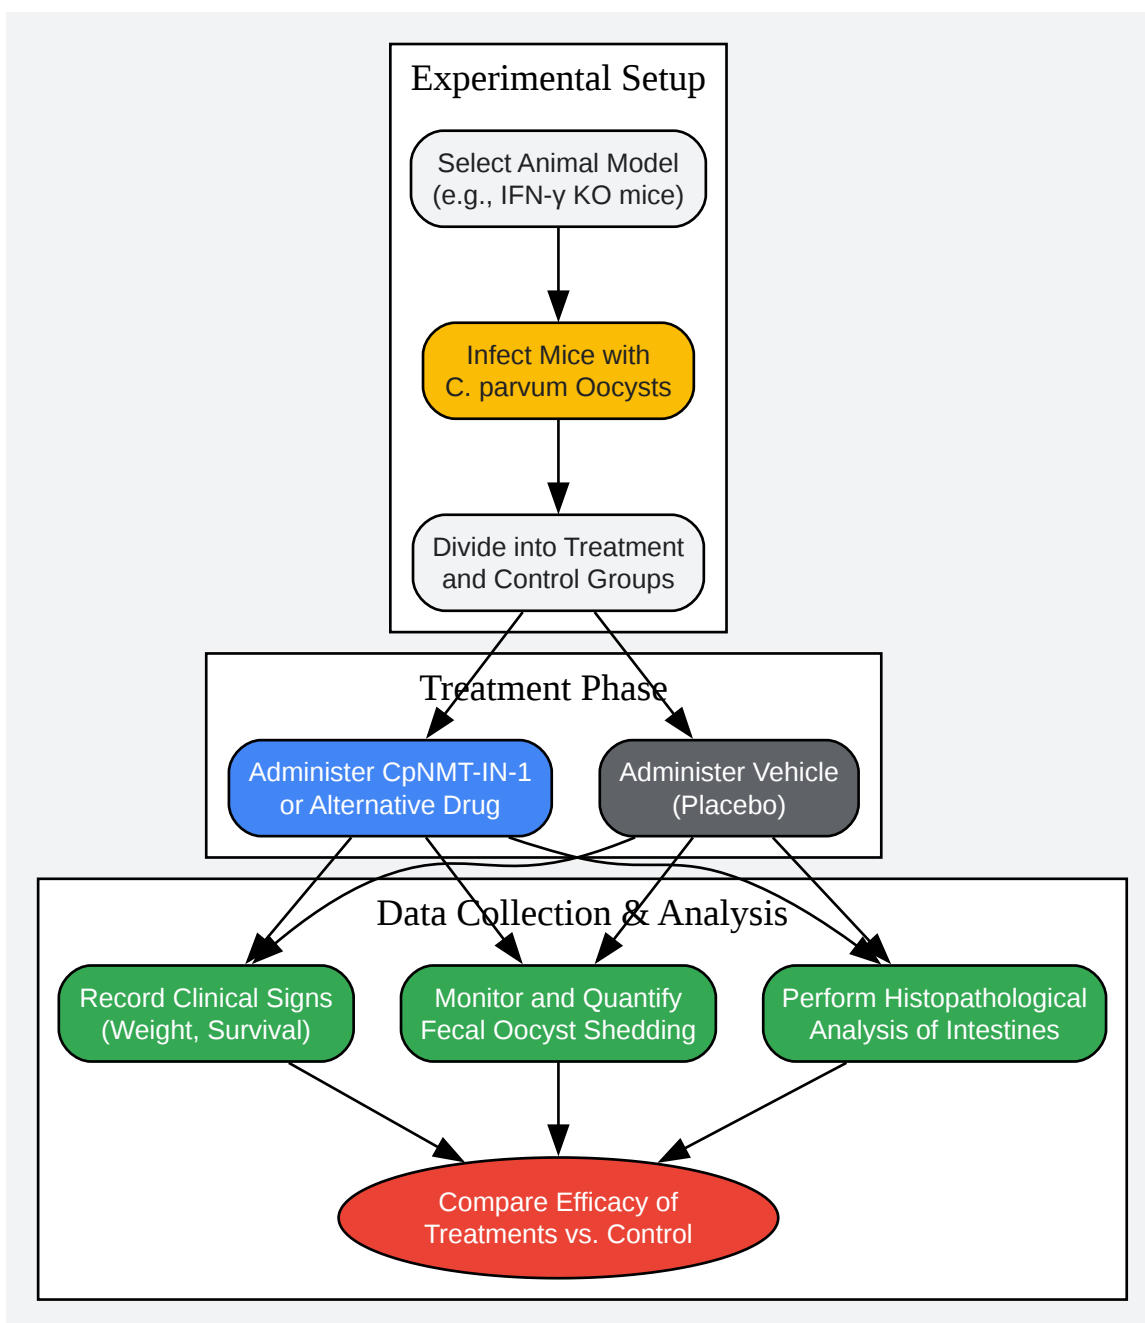 Experimental Setup
Select Animal Model
(e.g., IFN-γ KO mice)
Infect Mice with
C. parvum Oocysts
Divide into Treatment
and Control Groups
Treatment Phase
Administer CpNMT-IN-1
or Alternative Drug
Administer Vehicle
(Placebo)
Data Collection & Analysis
Record Clinical Signs
(Weight, Survival)
Monitor and Quantify
Fecal Oocyst Shedding
Perform Histopathological
Analysis of Intestines
Compare Efficacy of
Treatments vs. Control